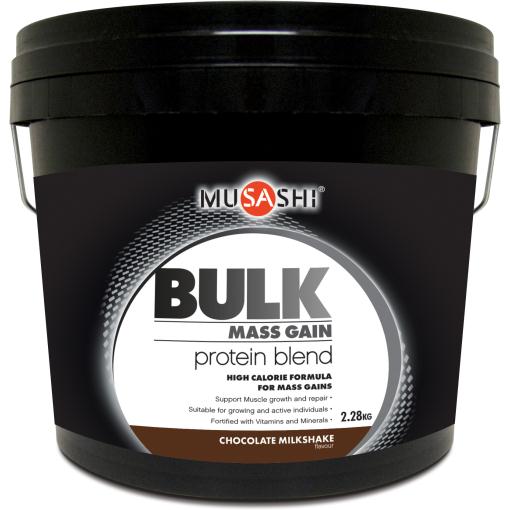 MUSASHI®
BULK
MASS GAIN
protein blend
HIGH CALORIE FORMULA
FOR MASS GAINS
Support Muscle growth and repair •
Suitable for growing and active individuals •
Fortified with Vitamins and Minerals •
2.28KG
CHOCOLATE MILKSHAKE
flavour